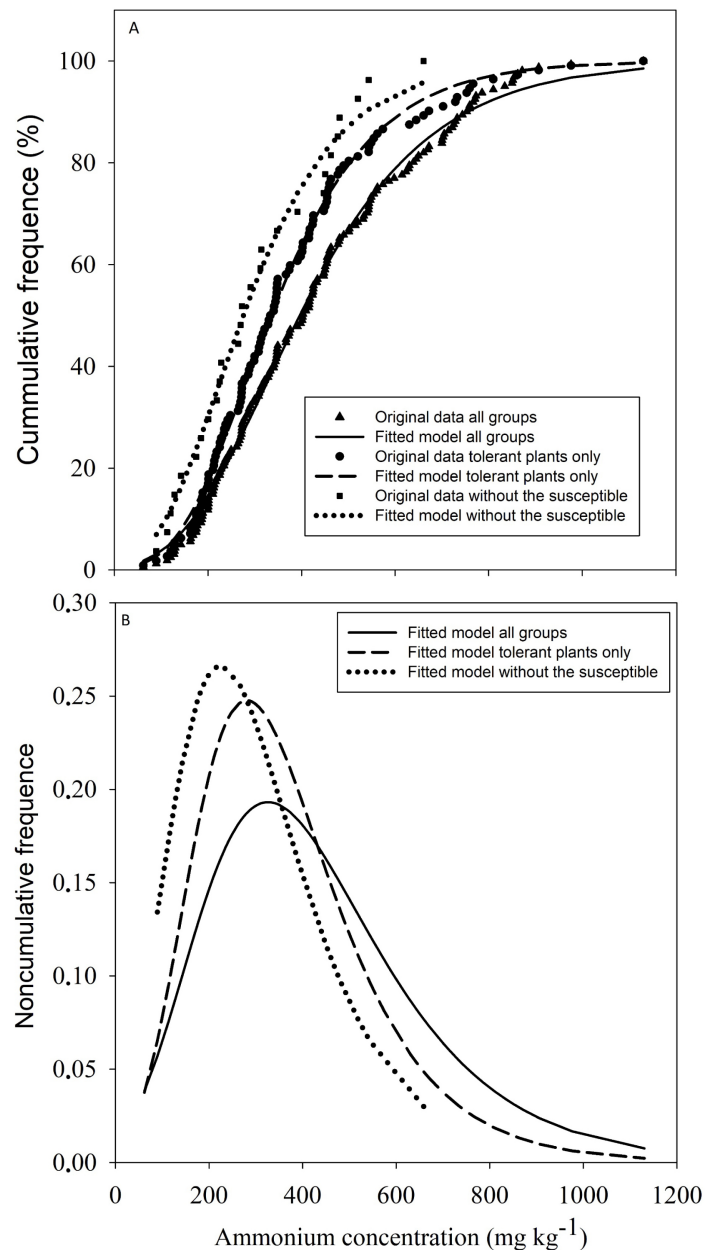 A
100
80
60
40
20
0
Cummulative frequence (%)
Original data all groups
Fitted model all groups
Original data tolerant plants only
Fitted model tolerant plants only
Original data without the susceptible
Fitted model without the susceptible
B
0.30
0.25
0.20
0.15
0.10
0.05
0.00
Noncumulative frequence
Fitted model all groups
Fitted model tolerant plants only
Fitted model without the susceptible
0 200 400 600 800 1000 1200
Ammonium concentration (mg kg⁻¹)